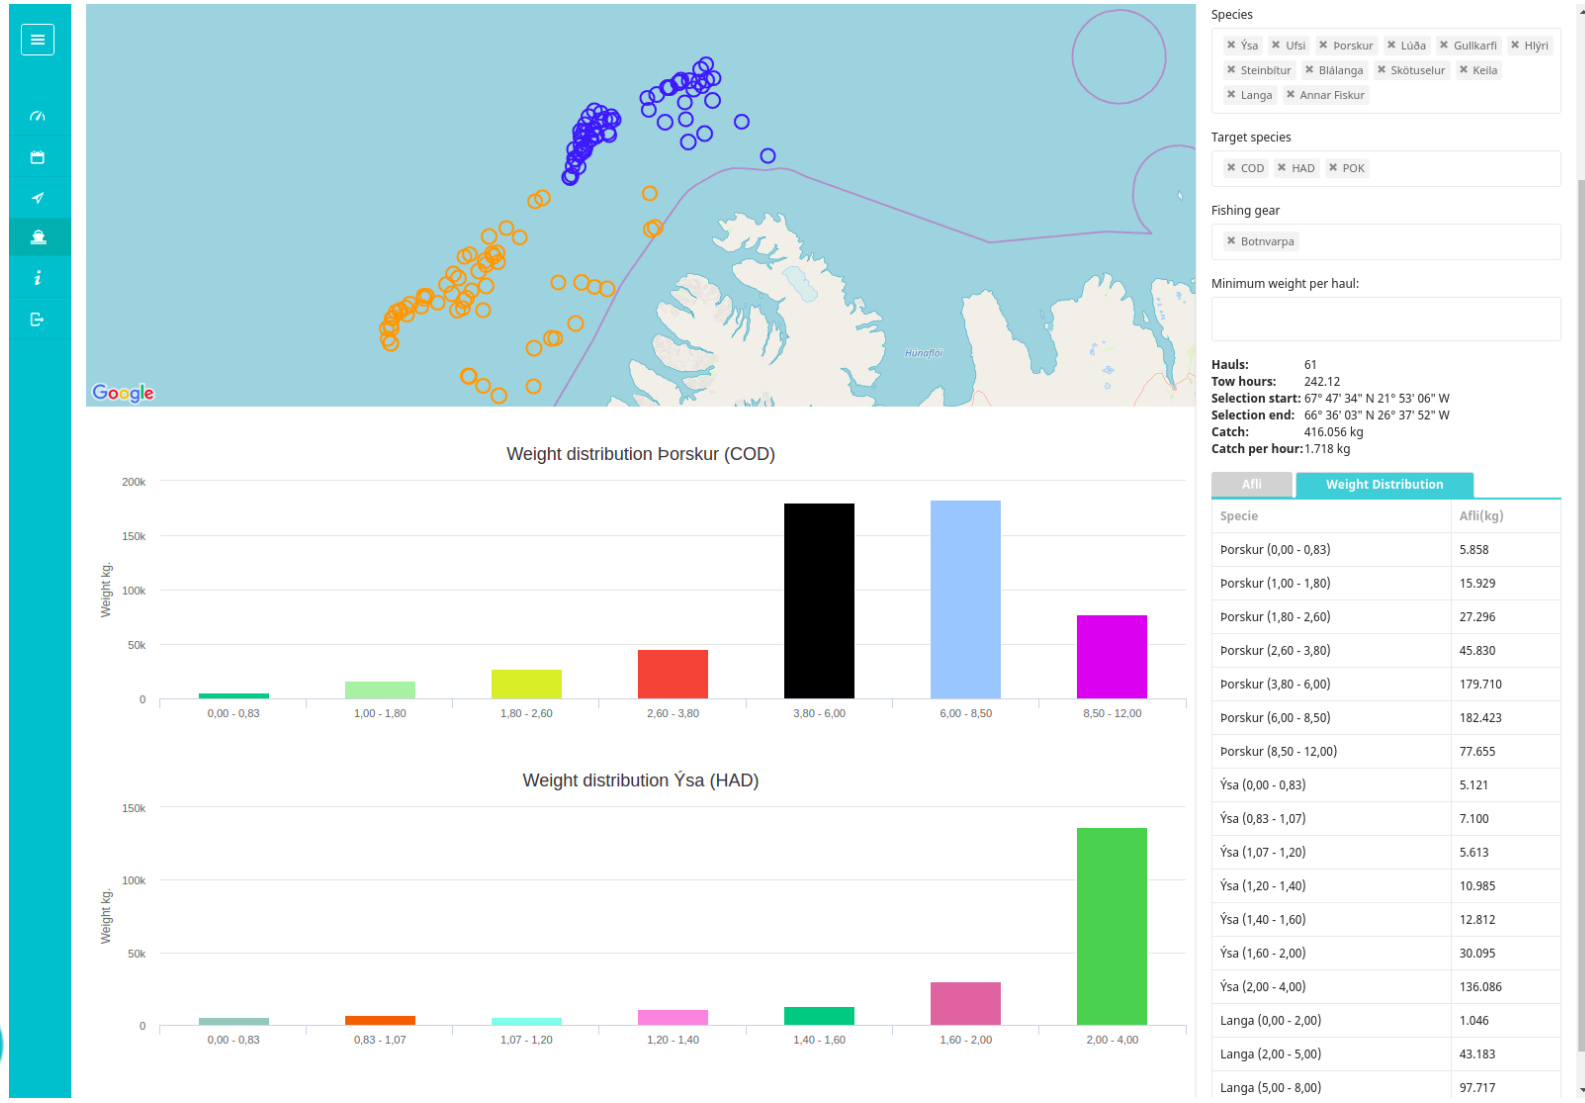 Húnaflói
Google
Weight distribution Þorskur (COD)
Weight kg.
200k
150k
100k
50k
0
0,00 - 0,83
1,00 - 1,80
1,80 - 2,60
2,60 - 3,80
3,80 - 6,00
6,00 - 8,50
8,50 - 12,00
Weight distribution Ýsa (HAD)
Weight kg.
150k
100k
50k
0
0,00 - 0,83
0,83 - 1,07
1,07 - 1,20
1,20 - 1,40
1,40 - 1,60
1,60 - 2,00
2,00 - 4,00
Species
× Ýsa × Ufsi × Þorskur × Lúða × Gullkarfi × Hlýri
× Steinbítur × Blálanga × Skötuselur × Keila
× Langa × Annar Fiskur
Target species
× COD × HAD × POK
Fishing gear
× Botnvarpa
Minimum weight per haul:
Hauls: 61
Tow hours: 242.12
Selection start: 67° 47' 34" N 21° 53' 06" W
Selection end: 66° 36' 03" N 26° 37' 52" W
Catch: 416.056 kg
Catch per hour: 1.718 kg
Afli Weight Distribution
Specie Afli(kg)
Þorskur (0,00 - 0,83) 5.858
Þorskur (1,00 - 1,80) 15.929
Þorskur (1,80 - 2,60) 27.296
Þorskur (2,60 - 3,80) 45.830
Þorskur (3,80 - 6,00) 179.710
Þorskur (6,00 - 8,50) 182.423
Þorskur (8,50 - 12,00) 77.655
Ýsa (0,00 - 0,83) 5.121
Ýsa (0,83 - 1,07) 7.100
Ýsa (1,07 - 1,20) 5.613
Ýsa (1,20 - 1,40) 10.985
Ýsa (1,40 - 1,60) 12.812
Ýsa (1,60 - 2,00) 30.095
Ýsa (2,00 - 4,00) 136.086
Langa (0,00 - 2,00) 1.046
Langa (2,00 - 5,00) 43.183
Langa (5,00 - 8,00) 97.717